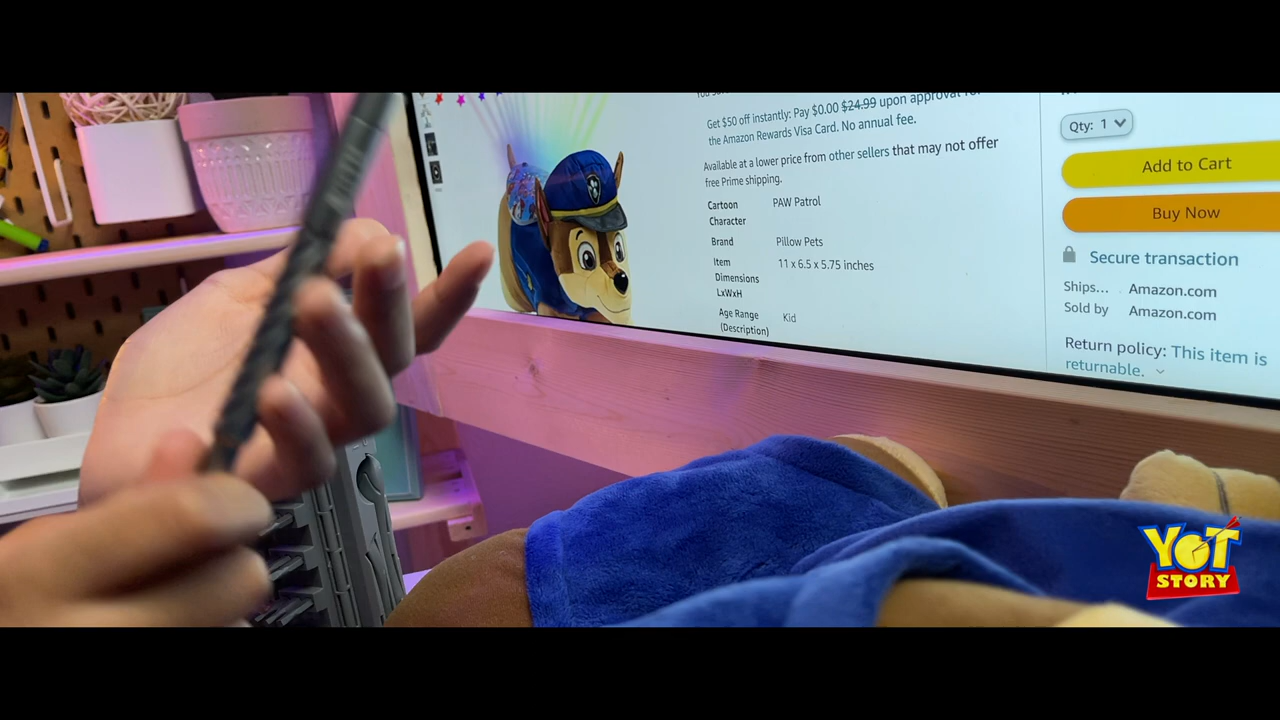 Get $50 off instantly: Pay $0.00 $24.99 upon approval for
the Amazon Rewards Visa Card. No annual fee.
Available at a lower price from other sellers that may not offer
free Prime shipping.
Cartoon Character PAW Patrol
Brand Pillow Pets
Item Dimensions LxWxH 11 x 6.5 x 5.75 inches
Age Range (Description) Kid
Qty: 1
Add to Cart
Buy Now
Secure transaction
Ships... Amazon.com
Sold by Amazon.com
Return policy: This item is
returnable.
YOT
STORY